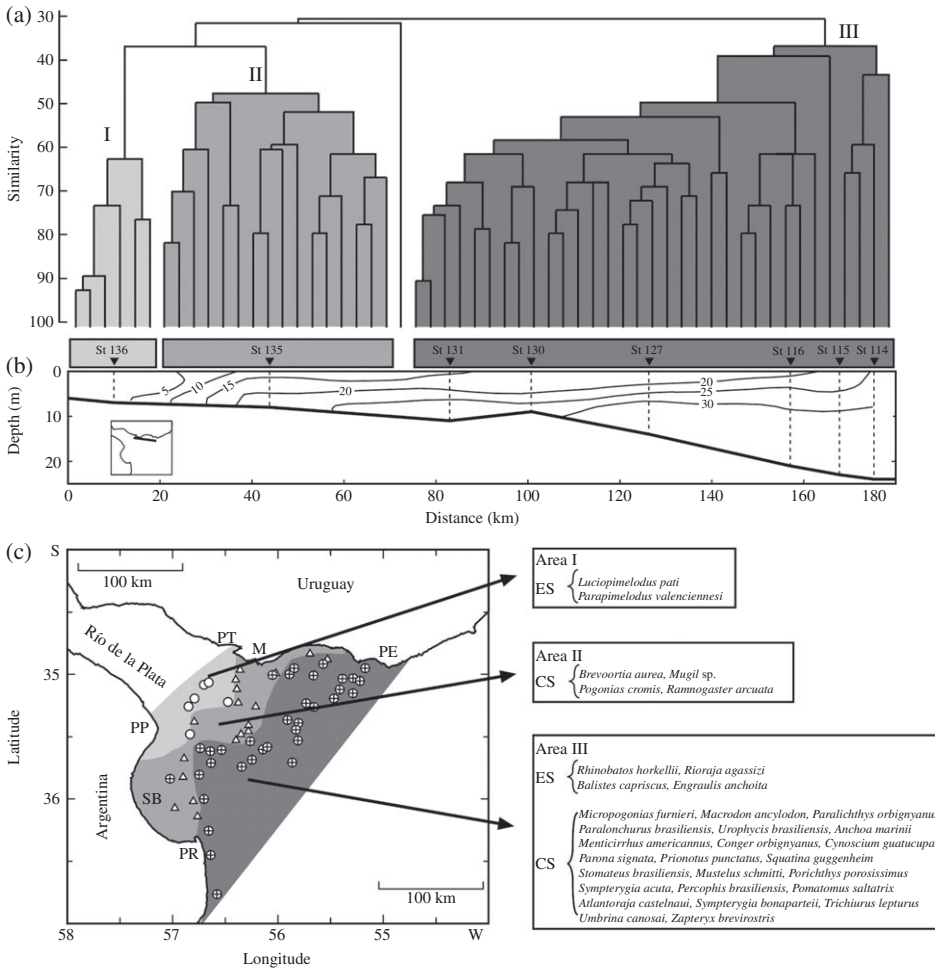 (a)
30
40
50
60
70
80
90
100
Similarity
I
II
III
St 136
St 135
St 131
St 130
St 127
St 116
St 115
St 114
(b)
0
10
20
Depth (m)
5
10
15
20
20
25
30
0
20
40
60
80
100
120
140
160
180
Distance (km)
(c)
S
35
36
Latitude
100 km
Uruguay
Río de la Plata
PT
M
PE
PP
SB
PR
Argentina
100 km
58
57
56
55
W
Longitude
Area I
ES
Luciopimelodus pati
Parapimelodus valenciennesi
Area II
CS
Brevoortia aurea, Mugil sp.
Pogonias cromis, Ramnogaster arcuata
Area III
ES
Rhinobatos horkellii, Rioraja agassizi
Balistes capriscus, Engraulis anchoita
CS
Micropogonias furnieri, Macrodon ancylodon, Paralichthys orbignyanus
Paralonchurus brasiliensis, Urophycis brasiliensis, Anchoa marinii
Menticirrhus americannus, Conger orbignyanus, Cynoscium guatucupa
Parona signata, Prionotus punctatus, Squatina guggenheim
Stomateus brasiliensis, Mustelus schmitti, Porichthys porosissimus
Sympterygia acuta, Percophis brasiliensis, Pomatomus saltatrix
Atlantoraja castelnaui, Sympterygia bonaparteii, Trichiurus lepturus
Umbrina canosai, Zapteryx brevirostris